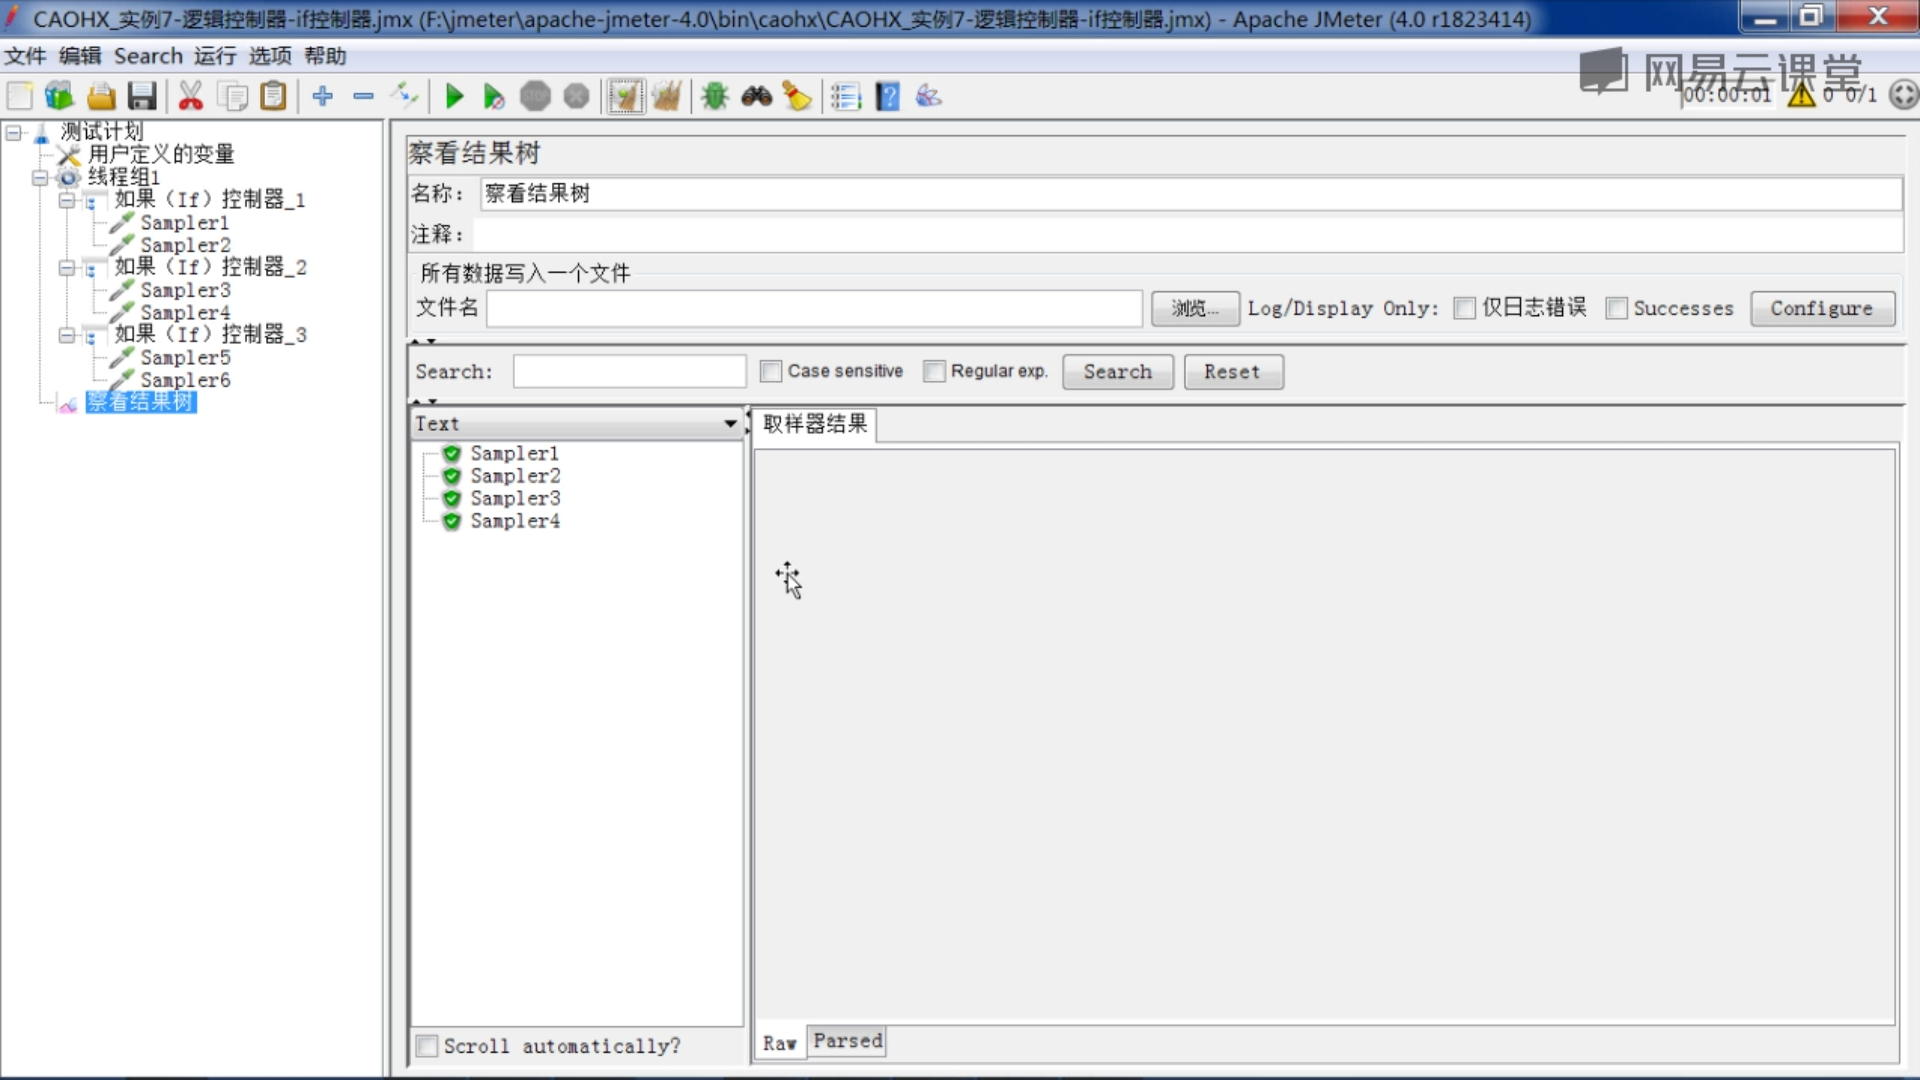 CAOHX_实例7-逻辑控制器-if控制器.jmx (F:\jmeter\apache-jmeter-4.0\bin\caohx\CAOHX_实例7-逻辑控制器-if控制器.jmx) - Apache JMeter (4.0 r1823414)
文件 编辑 Search 运行 选项 帮助
网易云课堂
STOP
00:00:01 0 0/1
测试计划
用户定义的变量
线程组1
如果（If）控制器_1
Sampler1
Sampler2
如果（If）控制器_2
Sampler3
Sampler4
如果（If）控制器_3
Sampler5
Sampler6
察看结果树
察看结果树
名称： 察看结果树
注释：
所有数据写入一个文件
文件名 浏览... Log/Display Only: 仅日志错误 Successes Configure
Search: Case sensitive Regular exp. Search Reset
Text
Sampler1
Sampler2
Sampler3
Sampler4
Scroll automatically?
取样器结果
Raw Parsed